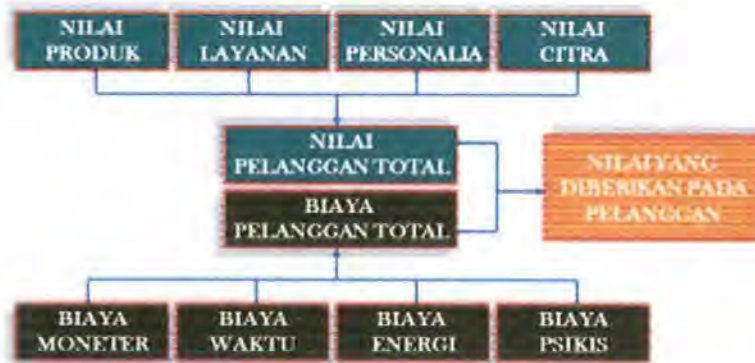 NILAI
PRODUK
NILAI
LAYANAN
NILAI
PERSONALIA
NILAI
CITRA
NILAI
PELANGGAN TOTAL
BIAYA
PELANGGAN TOTAL
NILAI YANG
DIBERIKAN PADA
PELANGGAN
BIAYA
MONETER
BIAYA
WAKTU
BIAYA
ENERGI
BIAYA
PSIKIS